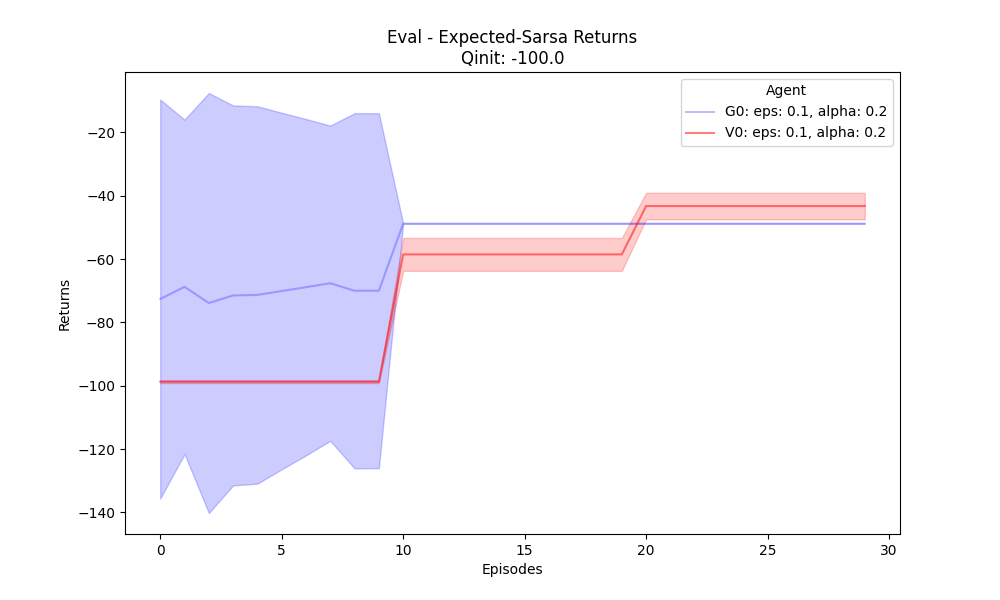 Eval - Expected-Sarsa Returns
Qinit: -100.0
Agent
G0: eps: 0.1, alpha: 0.2
V0: eps: 0.1, alpha: 0.2
Returns
−20
−40
−60
−80
−100
−120
−140
0
5
10
15
20
25
30
Episodes